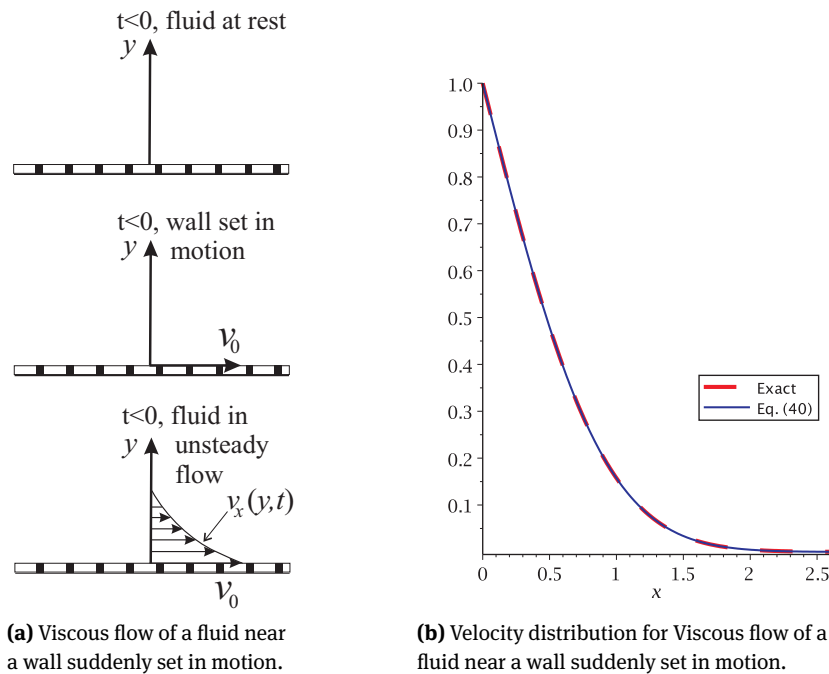 t<0, fluid at rest
y
t<0, wall set in
y motion
v₀
t<0, fluid in
y unsteady
flow
vₓ(y,t)
v₀
(a) Viscous flow of a fluid near
a wall suddenly set in motion.
1.0
0.9
0.8
0.7
0.6
0.5
0.4
0.3
0.2
0.1
0 0.5 1 1.5 2 2.5
x
Exact
Eq. (40)
(b) Velocity distribution for Viscous flow of a
fluid near a wall suddenly set in motion.